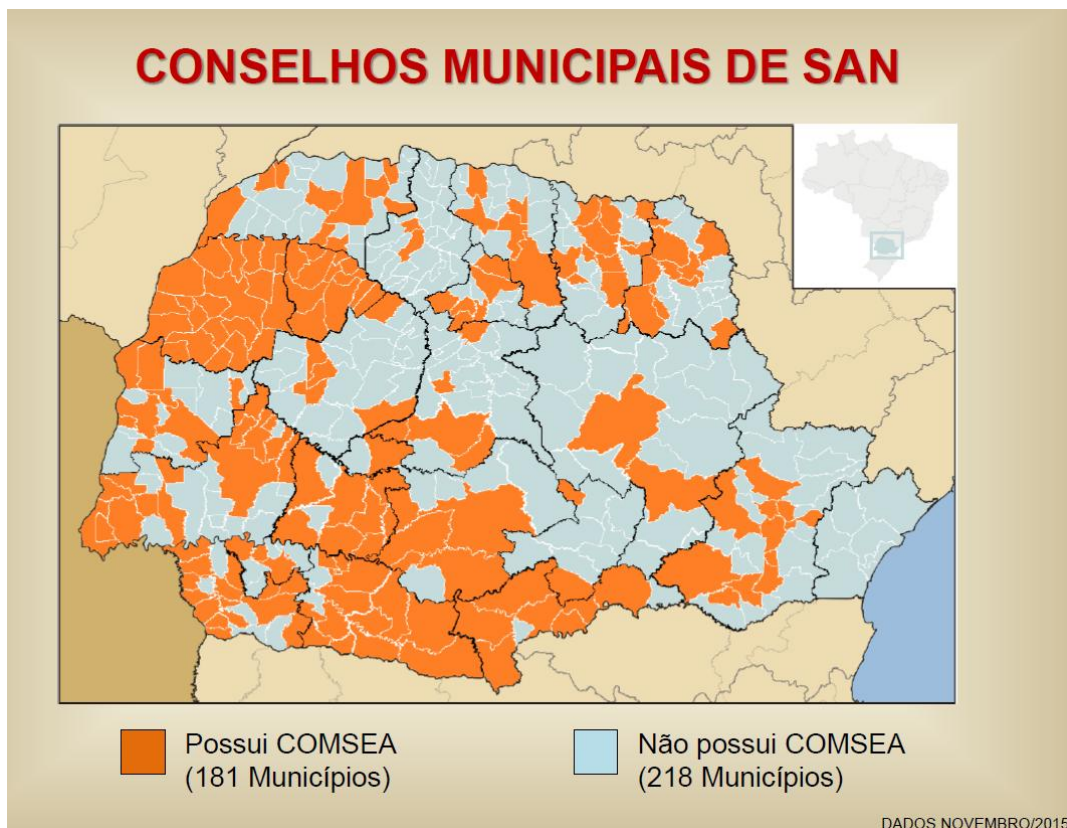 CONSELHOS MUNICIPAIS DE SAN
Possui COMSEA
(181 Municípios)
Não possui COMSEA
(218 Municípios)
DADOS NOVEMBRO/2015